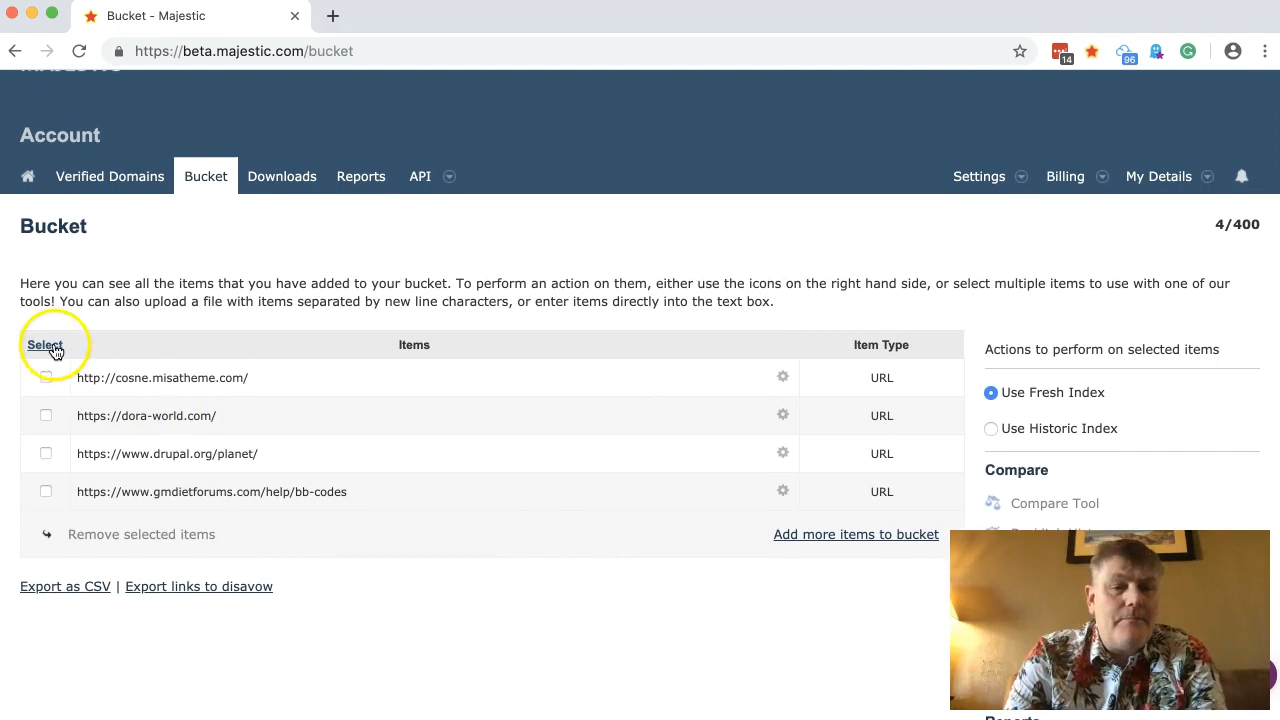 Bucket - Majestic
https://beta.majestic.com/bucket
14
96
Account
Verified Domains
Bucket
Downloads
Reports
API
Settings
Billing
My Details
Bucket
4/400
Here you can see all the items that you have added to your bucket. To perform an action on them, either use the icons on the right hand side, or select multiple items to use with one of our
tools! You can also upload a file with items separated by new line characters, or enter items directly into the text box.
Select
Items
Item Type
http://cosne.misatheme.com/
URL
https://dora-world.com/
URL
https://www.drupal.org/planet/
URL
https://www.gmdietforums.com/help/bb-codes
URL
Remove selected items
Add more items to bucket
Export as CSV | Export links to disavow
Actions to perform on selected items
Use Fresh Index
Use Historic Index
Compare
Compare Tool